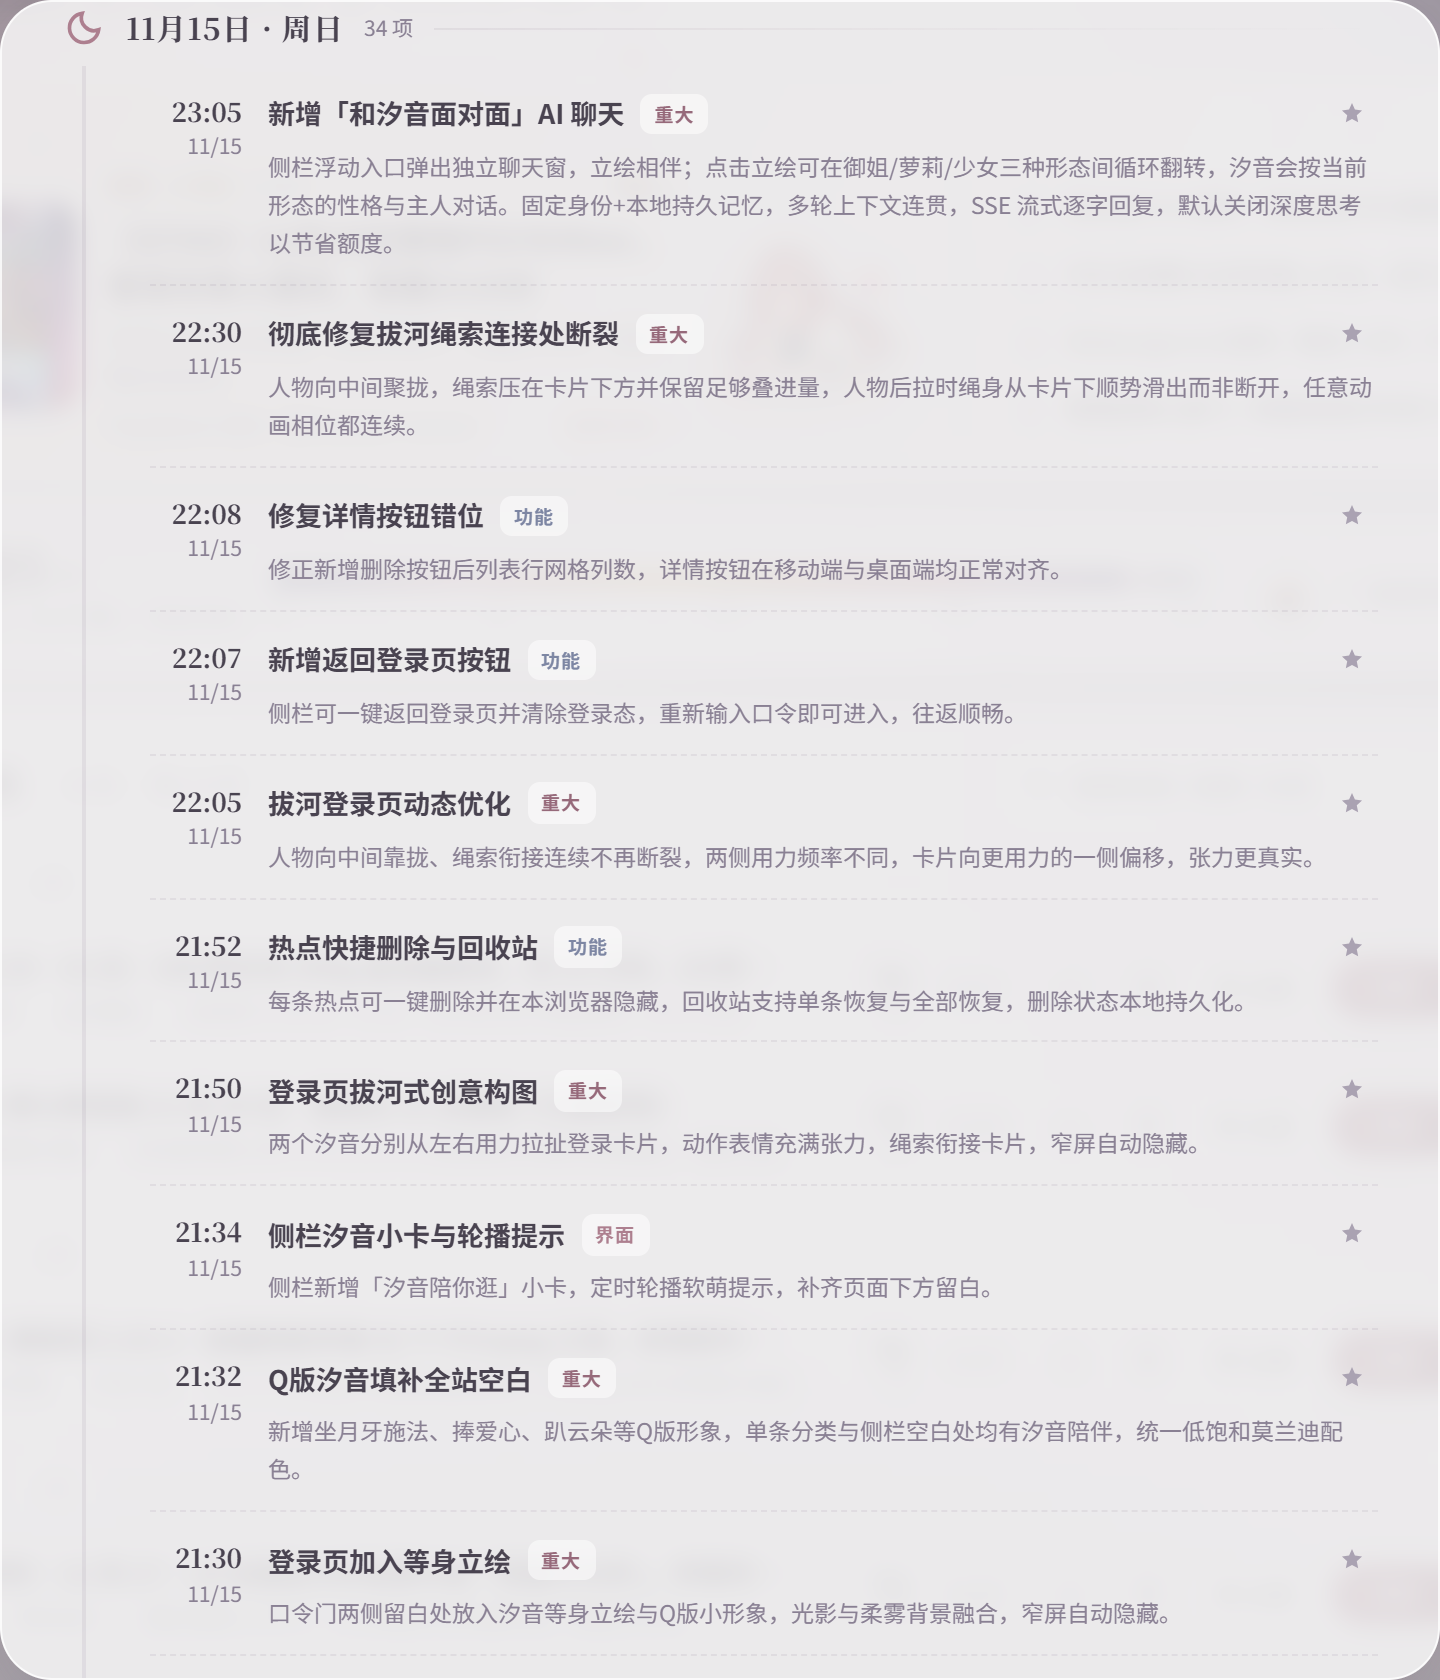 11月15日 · 周日 34 项
23:05 新增「和汐音面对面」AI 聊天 重大
11/15
侧栏浮动入口弹出独立聊天窗，立绘相伴；点击立绘可在御姐/萝莉/少女三种形态间循环翻转，汐音会按当前
形态的性格与主人对话。固定身份+本地持久记忆，多轮上下文连贯，SSE 流式逐字回复，默认关闭深度思考
以节省额度。
22:30 彻底修复拔河绳索连接处断裂 重大
11/15
人物向中间聚拢，绳索压在卡片下方并保留足够叠进量，人物后拉时绳身从卡片下顺势滑出而非断开，任意动
画相位都连续。
22:08 修复详情按钮错位 功能
11/15
修正新增删除按钮后列表行网格列数，详情按钮在移动端与桌面端均正常对齐。
22:07 新增返回登录页按钮 功能
11/15
侧栏可一键返回登录页并清除登录态，重新输入口令即可进入，往返顺畅。
22:05 拔河登录页动态优化 重大
11/15
人物向中间靠拢、绳索衔接连续不再断裂，两侧用力频率不同，卡片向更用力的一侧偏移，张力更真实。
21:52 热点快捷删除与回收站 功能
11/15
每条热点可一键删除并在本浏览器隐藏，回收站支持单条恢复与全部恢复，删除状态本地持久化。
21:50 登录页拔河式创意构图 重大
11/15
两个汐音分别从左右用力拉扯登录卡片，动作表情充满张力，绳索衔接卡片，窄屏自动隐藏。
21:34 侧栏汐音小卡与轮播提示 界面
11/15
侧栏新增「汐音陪你逛」小卡，定时轮播软萌提示，补齐页面下方留白。
21:32 Q版汐音填补全站空白 重大
11/15
新增坐月牙施法、捧爱心、趴云朵等Q版形象，单条分类与侧栏空白处均有汐音陪伴，统一低饱和莫兰迪配
色。
21:30 登录页加入等身立绘 重大
11/15
口令门两侧留白处放入汐音等身立绘与Q版小形象，光影与柔雾背景融合，窄屏自动隐藏。